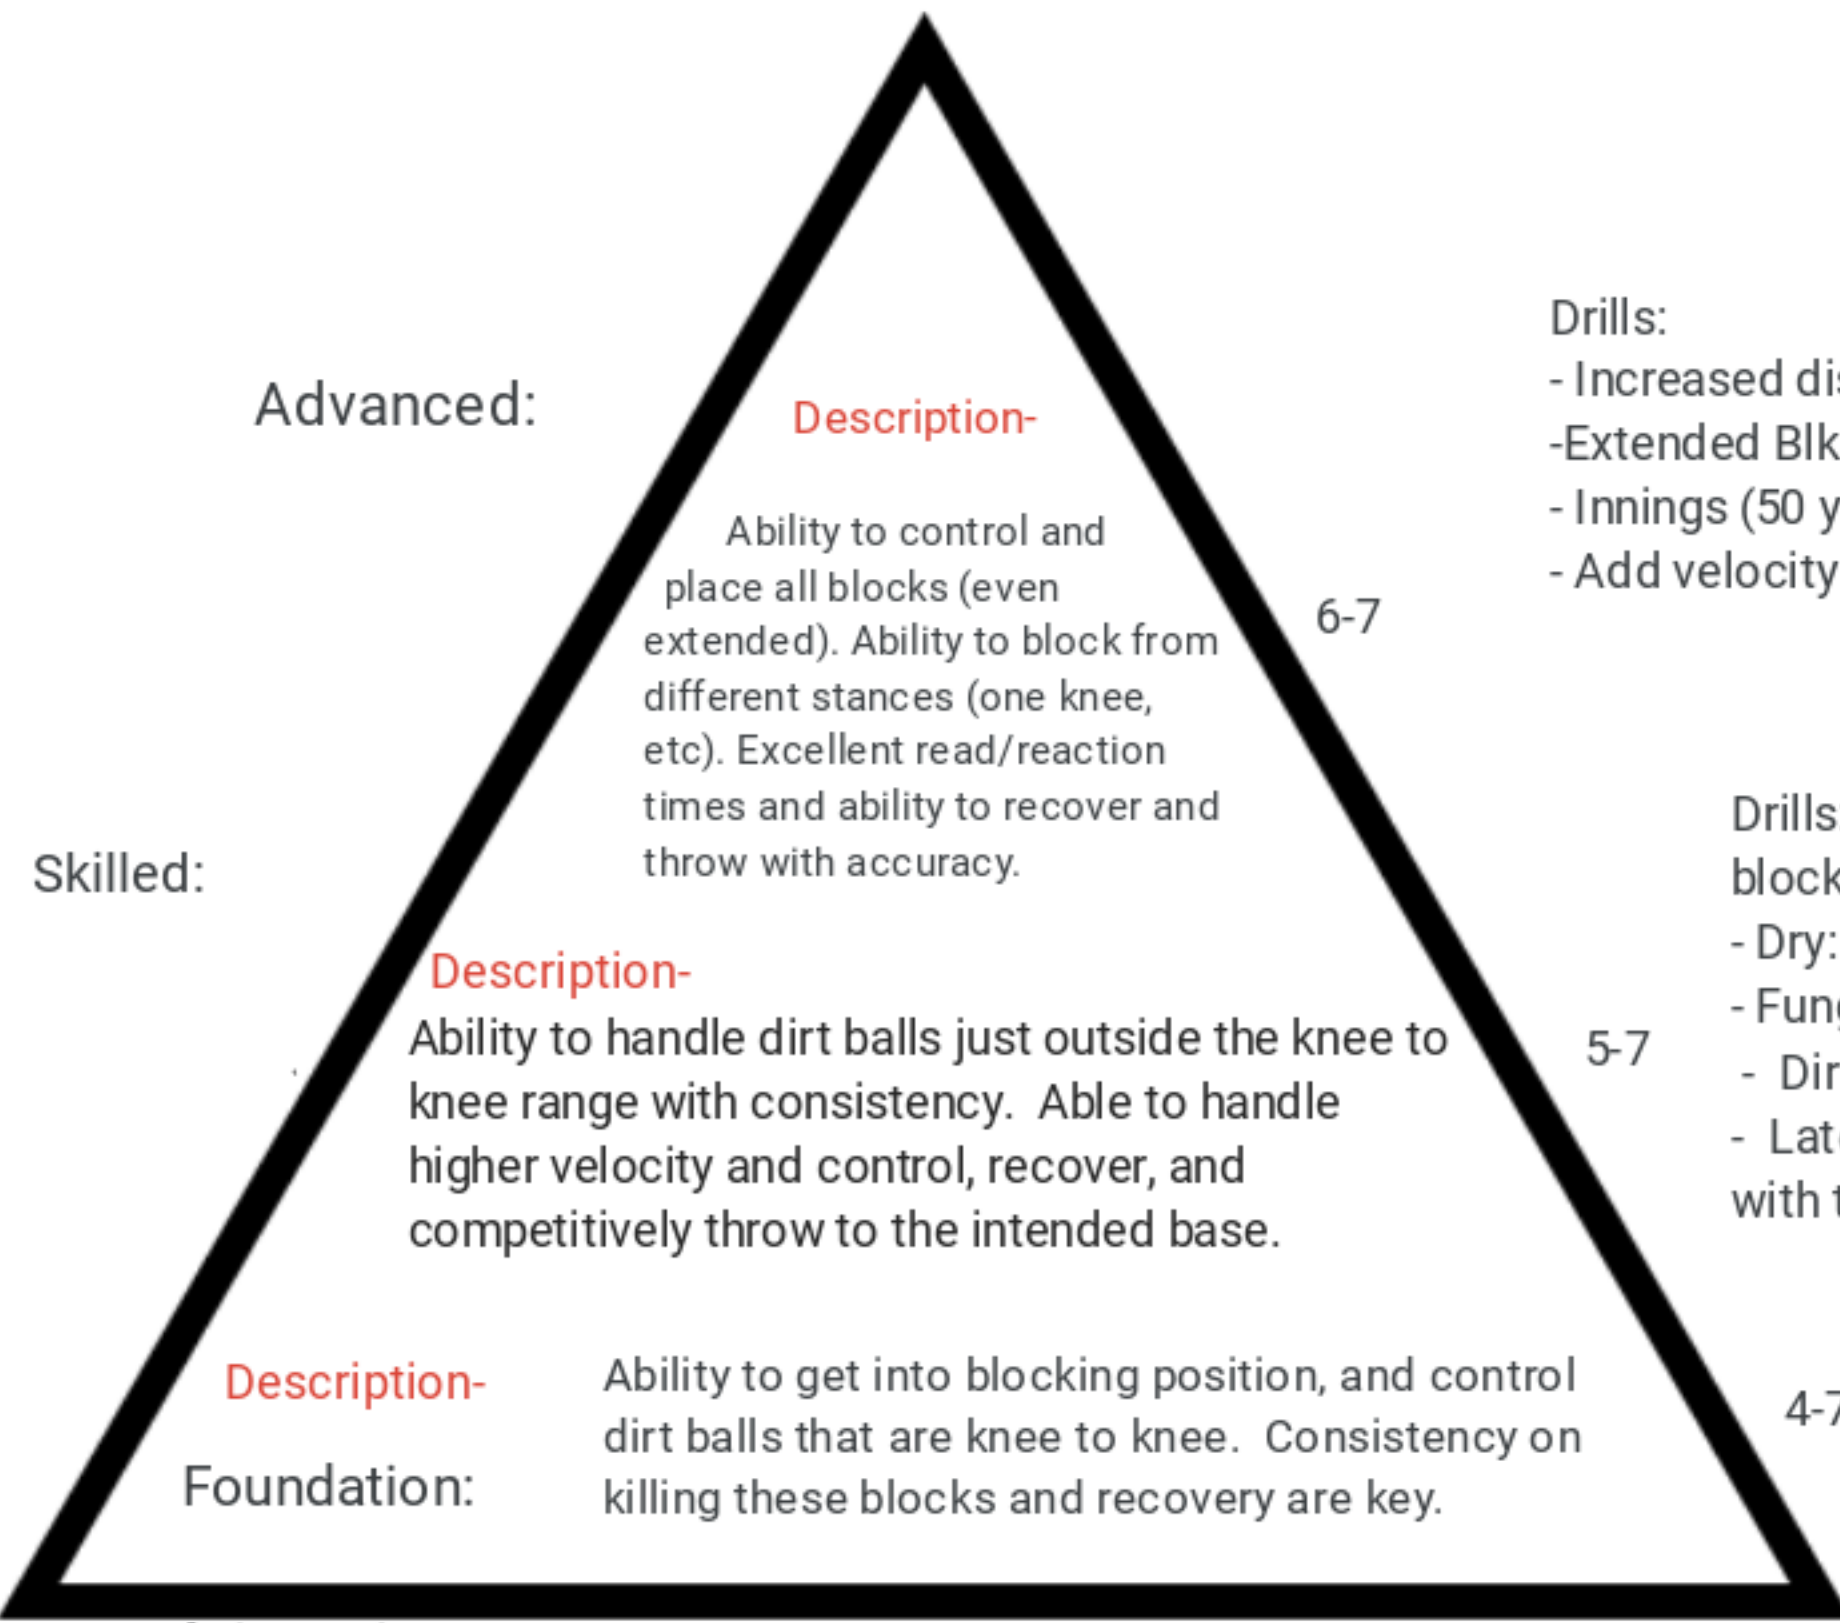 Advanced:
Description-
Ability to control and
place all blocks (even
extended). Ability to block from
different stances (one knee,
etc). Excellent read/reaction
times and ability to recover and
throw with accuracy.
6-7
Drills:
- Increased
-Extended Blk
- Innings (50
- Add velocity
Skilled:
Description-
Ability to handle dirt balls just outside the knee to
knee range with consistency.  Able to handle
higher velocity and control, recover, and
competitively throw to the intended base.
5-7
Drills
block
- Dry:
-
-
-
with
Description-
Foundation:
Ability to get into blocking position, and control
dirt balls that are knee to knee.  Consistency on
killing these blocks and recovery are key.
4-7